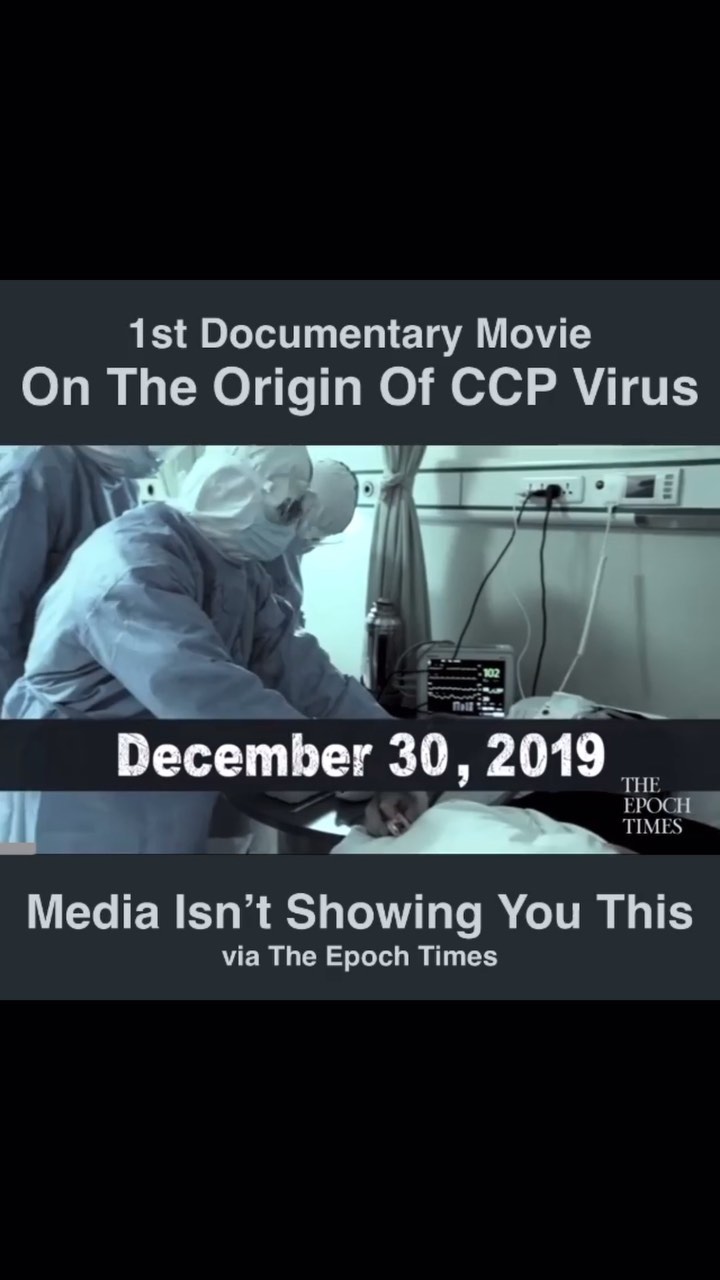 1st Documentary Movie
On The Origin Of CCP Virus
102
December 30, 2019
THE
EPOCH
TIMES
Media Isn’t Showing You This
via The Epoch Times